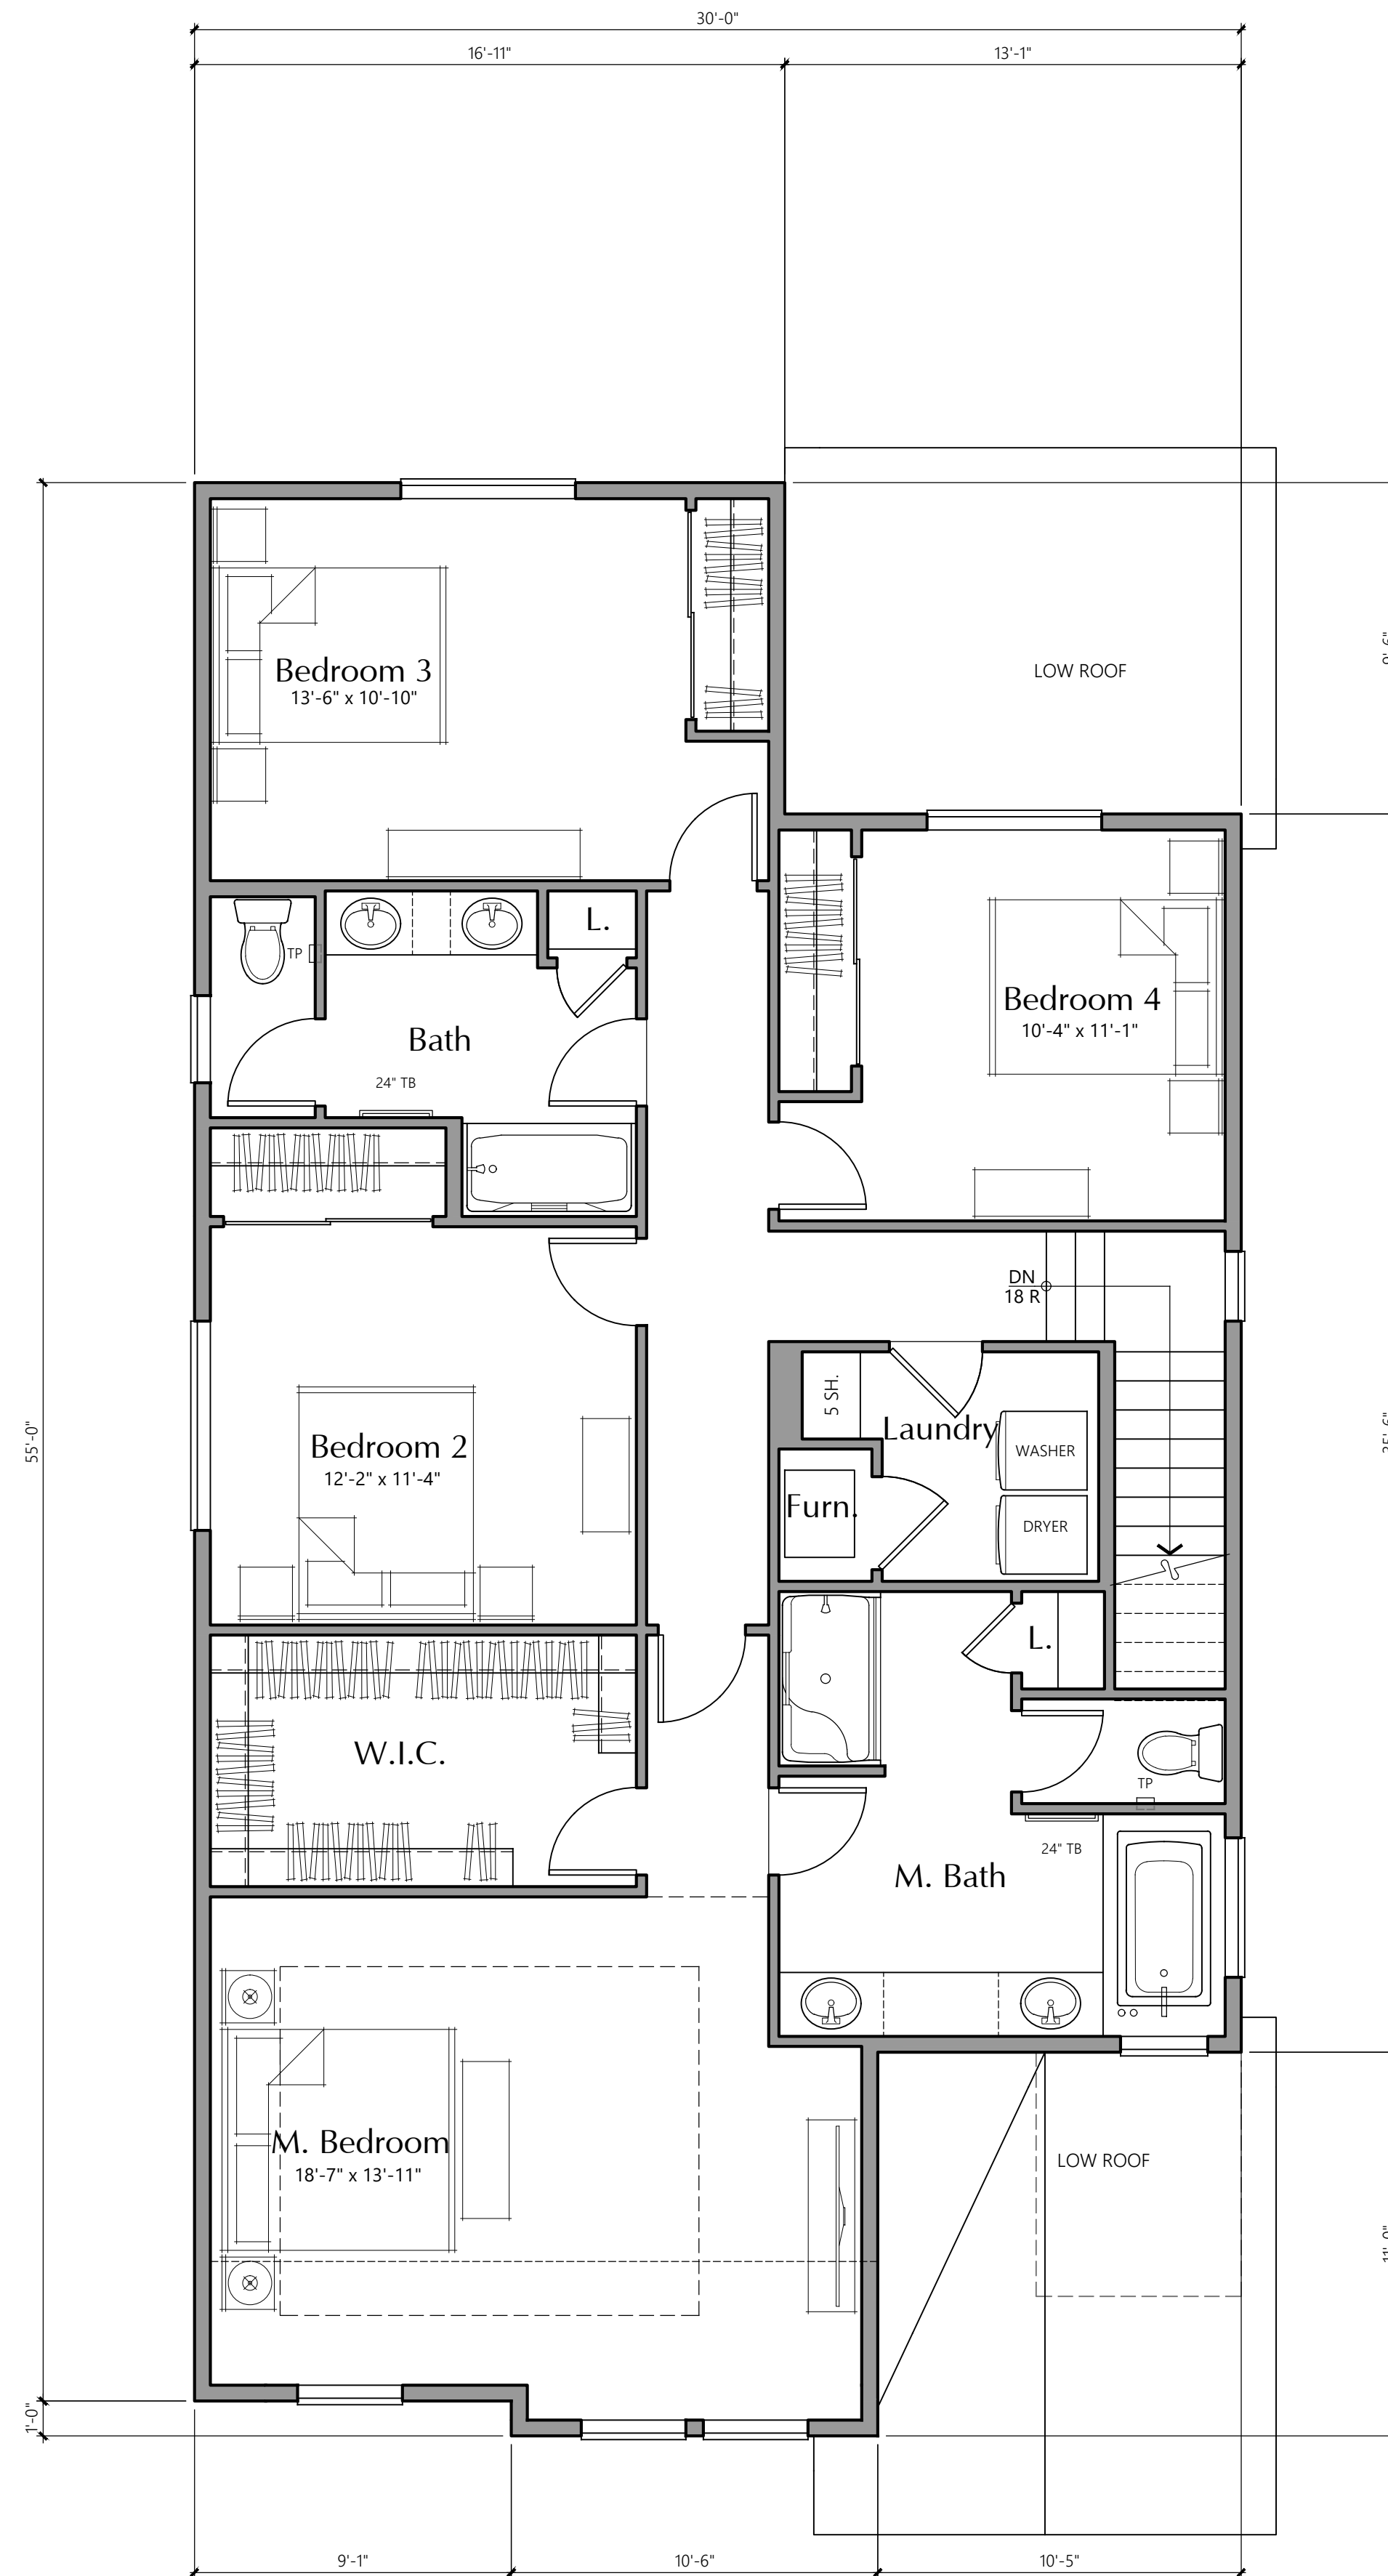 30'-0"
16'-11"
13'-1"
Bedroom 3
13'-6" x 10'-10"
LOW ROOF
L.
TP
Bath
24" TB
Bedroom 4
10'-4" x 11'-1"
DN
18 R
55'-0"
5 SH.
Laundry
WASHER
Bedroom 2
12'-2" x 11'-4"
Furn.
DRYER
L.
W.I.C.
TP
24" TB
M. Bath
M. Bedroom
18'-7" x 13'-11"
LOW ROOF
1'-0"
9'-1"
10'-6"
10'-5"